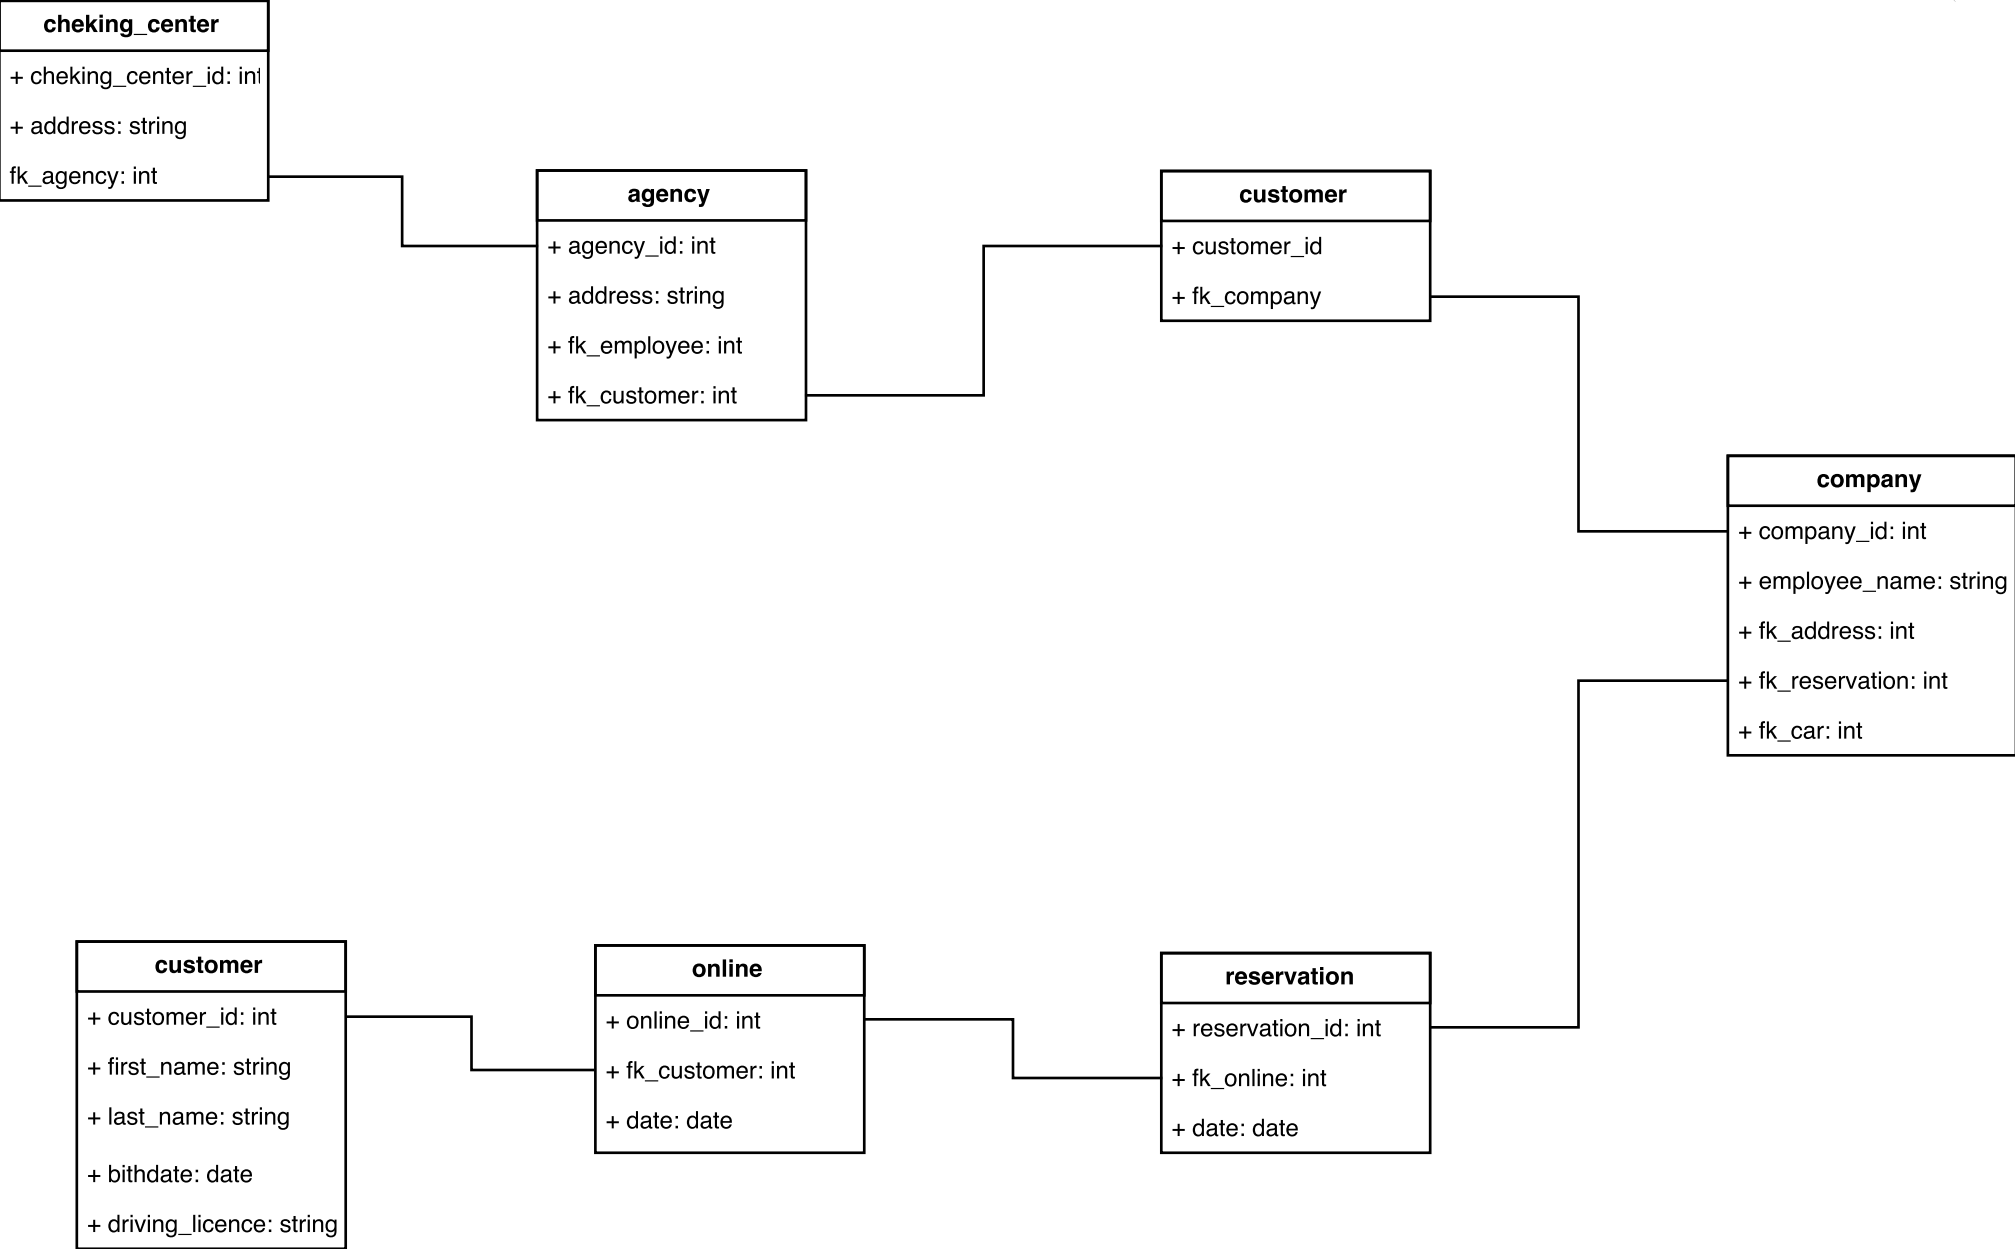 cheking_center
+ cheking_center_id: int
+ address: string
fk_agency: int
agency
+ agency_id: int
+ address: string
+ fk_employee: int
+ fk_customer: int
customer
+ customer_id
+ fk_company
company
+ company_id: int
+ employee_name: string
+ fk_address: int
+ fk_reservation: int
+ fk_car: int
customer
+ customer_id: int
+ first_name: string
+ last_name: string
+ bithdate: date
+ driving_licence: string
online
+ online_id: int
+ fk_customer: int
+ date: date
reservation
+ reservation_id: int
+ fk_online: int
+ date: date